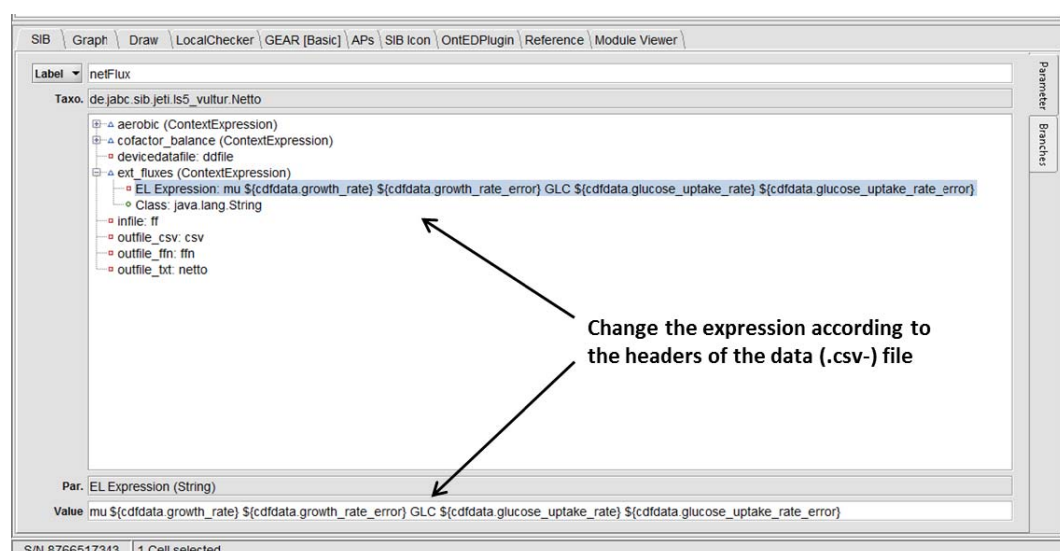 SIB Graph Draw LocalChecker GEAR [Basic] APs SIB Icon OntEDPlugin Reference Module Viewer
Label netFlux
Taxo. de.jabc.sib.jeti.ls5_vultur.Netto
aerobic (ContextExpression)
cofactor_balance (ContextExpression)
devicedatafile: ddfile
ext_fluxes (ContextExpression)
EL Expression: mu ${cdfdata.growth_rate} ${cdfdata.growth_rate_error} GLC ${cdfdata.glucose_uptake_rate} ${cdfdata.glucose_uptake_rate_error}
Class: java.lang.String
infile: ff
outfile_csv: csv
outfile_ffn: ffn
outfile_txt: netto
Parameter
Branches
Change the expression according to
the headers of the data (.csv-) file
Par. EL Expression (String)
Value mu ${cdfdata.growth_rate} ${cdfdata.growth_rate_error} GLC ${cdfdata.glucose_uptake_rate} ${cdfdata.glucose_uptake_rate_error}
S/N 8766517343 1 Cell selected